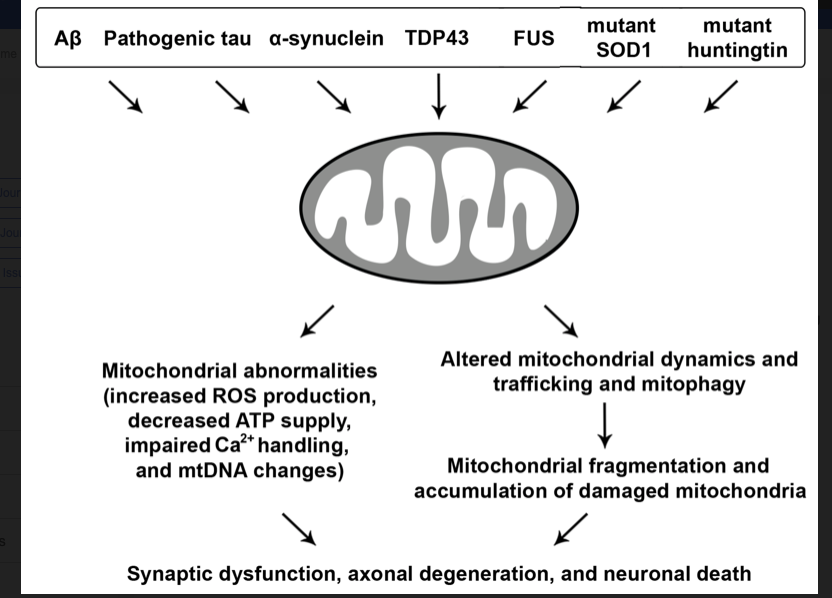 Aβ Pathogenic tau α-synuclein TDP43 FUS mutant SOD1 mutant huntingtin
Mitochondrial abnormalities
(increased ROS production,
decreased ATP supply,
impaired Ca²⁺ handling,
and mtDNA changes)
Altered mitochondrial dynamics and
trafficking and mitophagy
Mitochondrial fragmentation and
accumulation of damaged mitochondria
Synaptic dysfunction, axonal degeneration, and neuronal death